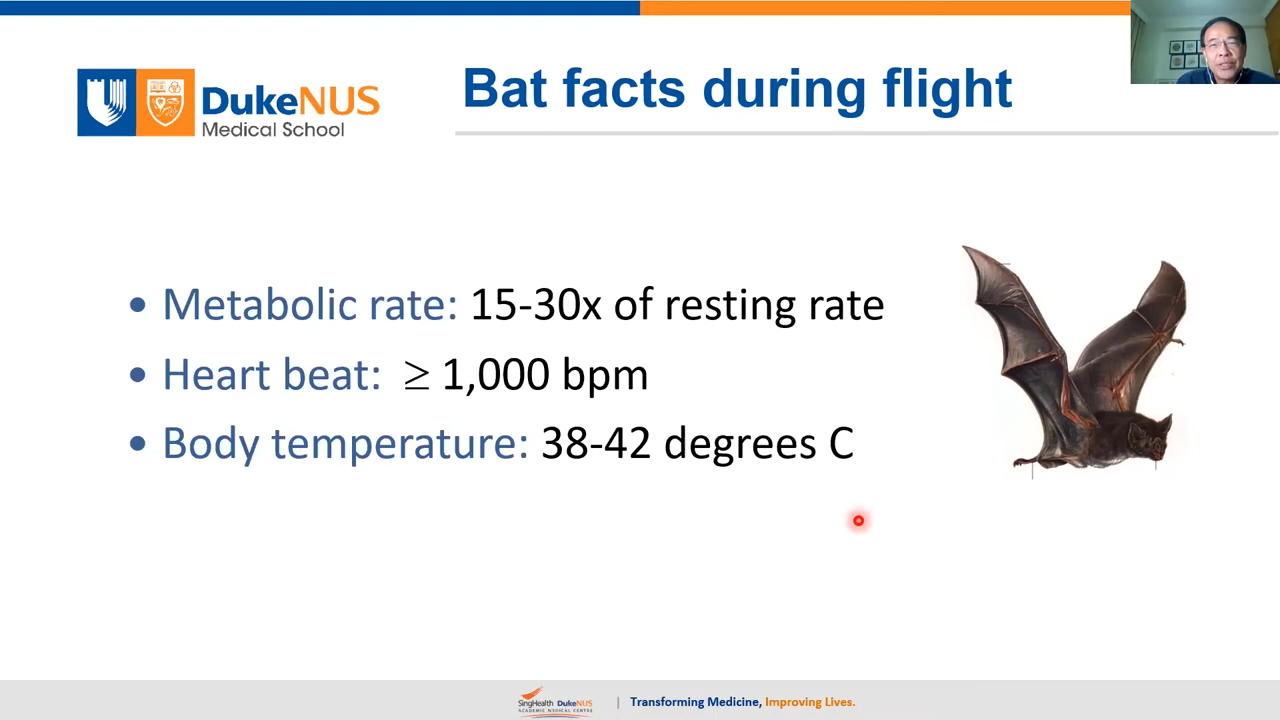 DukeNUS
Medical School
Bat facts during flight
• Metabolic rate: 15-30x of resting rate
• Heart beat: ≥ 1,000 bpm
• Body temperature: 38-42 degrees C
SingHealth DukeNUS
ACADEMIC MEDICAL CENTRE
| Transforming Medicine, Improving Lives.